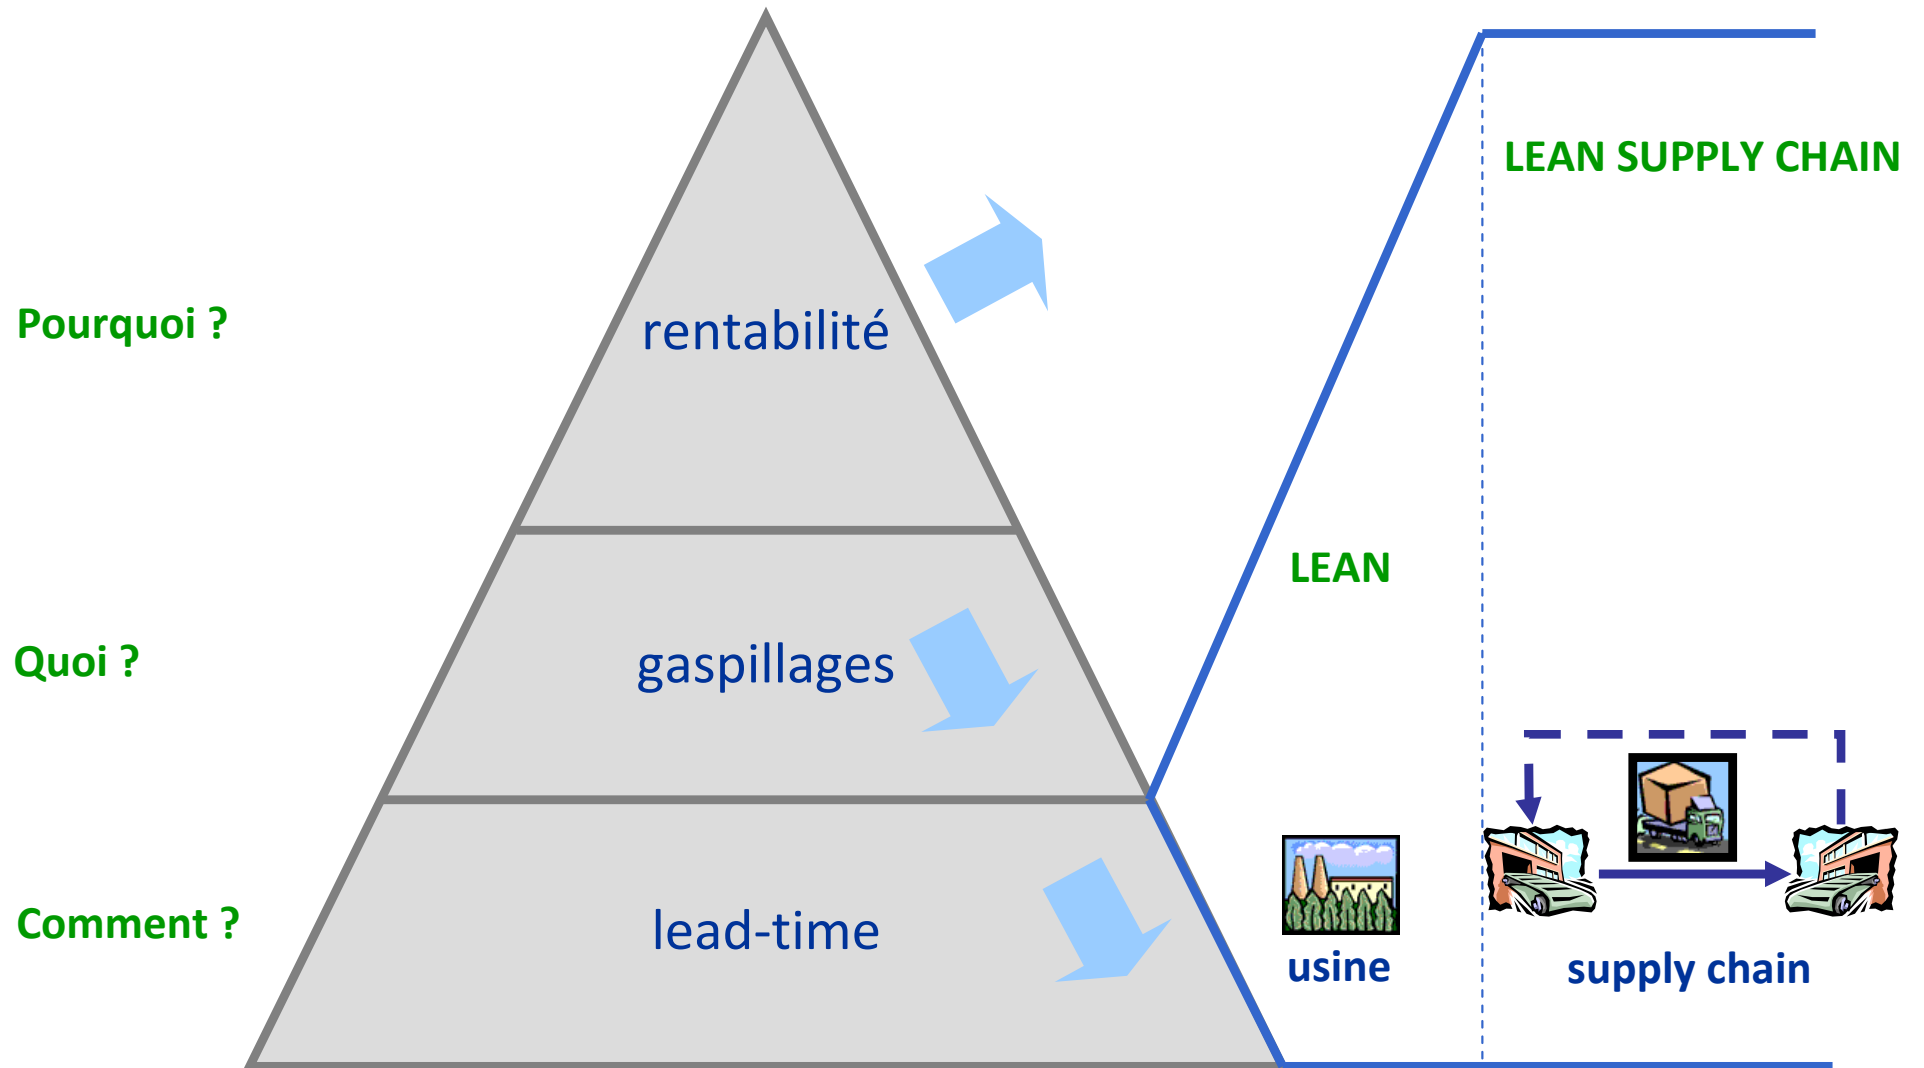 LEAN SUPPLY CHAIN
Pourquoi ?
rentabilité
LEAN
Quoi ?
gaspillages
Comment ?
lead-time
usine
supply chain